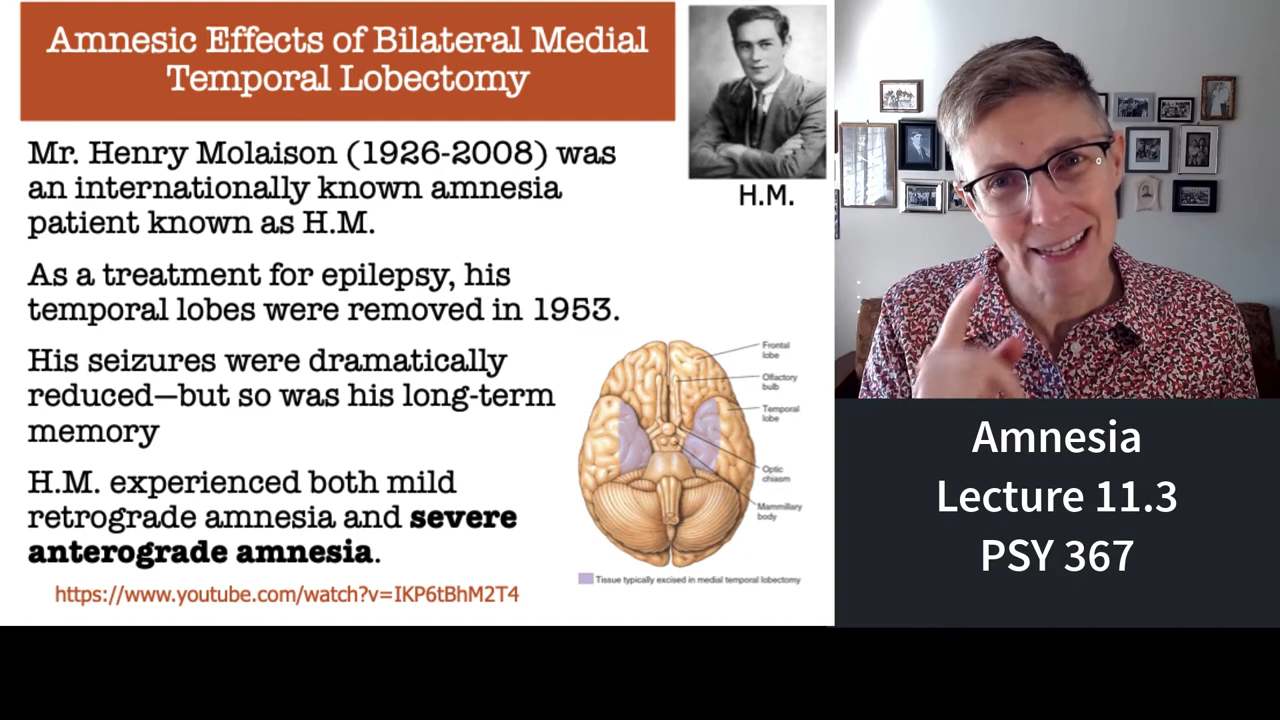 Amnesic Effects of Bilateral Medial
Temporal Lobectomy
H.M.
Mr. Henry Molaison (1926-2008) was
an internationally known amnesia
patient known as H.M.
As a treatment for epilepsy, his
temporal lobes were removed in 1953.
His seizures were dramatically
reduced—but so was his long-term
memory
H.M. experienced both mild
retrograde amnesia and severe
anterograde amnesia.
https://www.youtube.com/watch?v=IKP6tBhM2T4
Frontal
lobe
Olfactory
bulb
Temporal
lobe
Optic
chiasm
Mammillary
body
Tissue typically excised in medial temporal lobectomy
Amnesia
Lecture 11.3
PSY 367